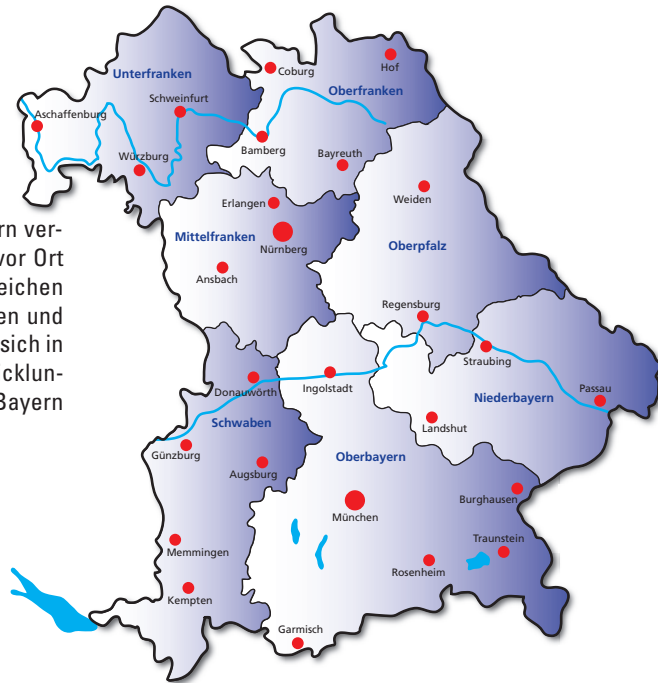 Coburg
Hof
Unterfranken
Oberfranken
Schweinfurt
Aschaffenburg
Bamberg
Würzburg
Bayreuth
Erlangen
Weiden
rn ver-
vor Ort
eichen
en und
sich in
cklun-
Bayern
Mittelfranken
Nürnberg
Oberpfalz
Ansbach
Regensburg
Straubing
Donauwörth
Ingolstadt
Passau
Niederbayern
Schwaben
Landshut
Günzburg
Augsburg
Oberbayern
Burghausen
München
Traunstein
Memmingen
Rosenheim
Kempten
Garmisch